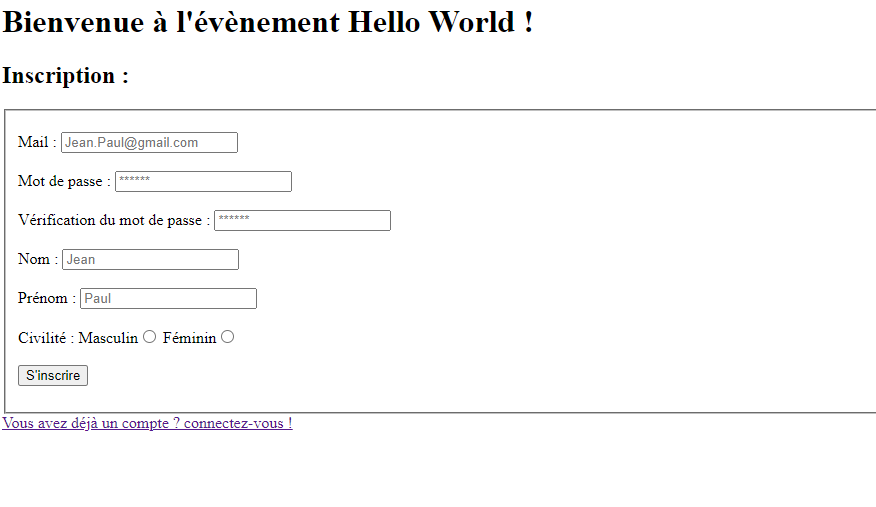 Bienvenue à l'évènement Hello World !
Inscription :
Mail : Jean.Paul@gmail.com
Mot de passe : ******
Vérification du mot de passe : ******
Nom : Jean
Prénom : Paul
Civilité : Masculin Féminin
S'inscrire
Vous avez déjà un compte ? connectez-vous !